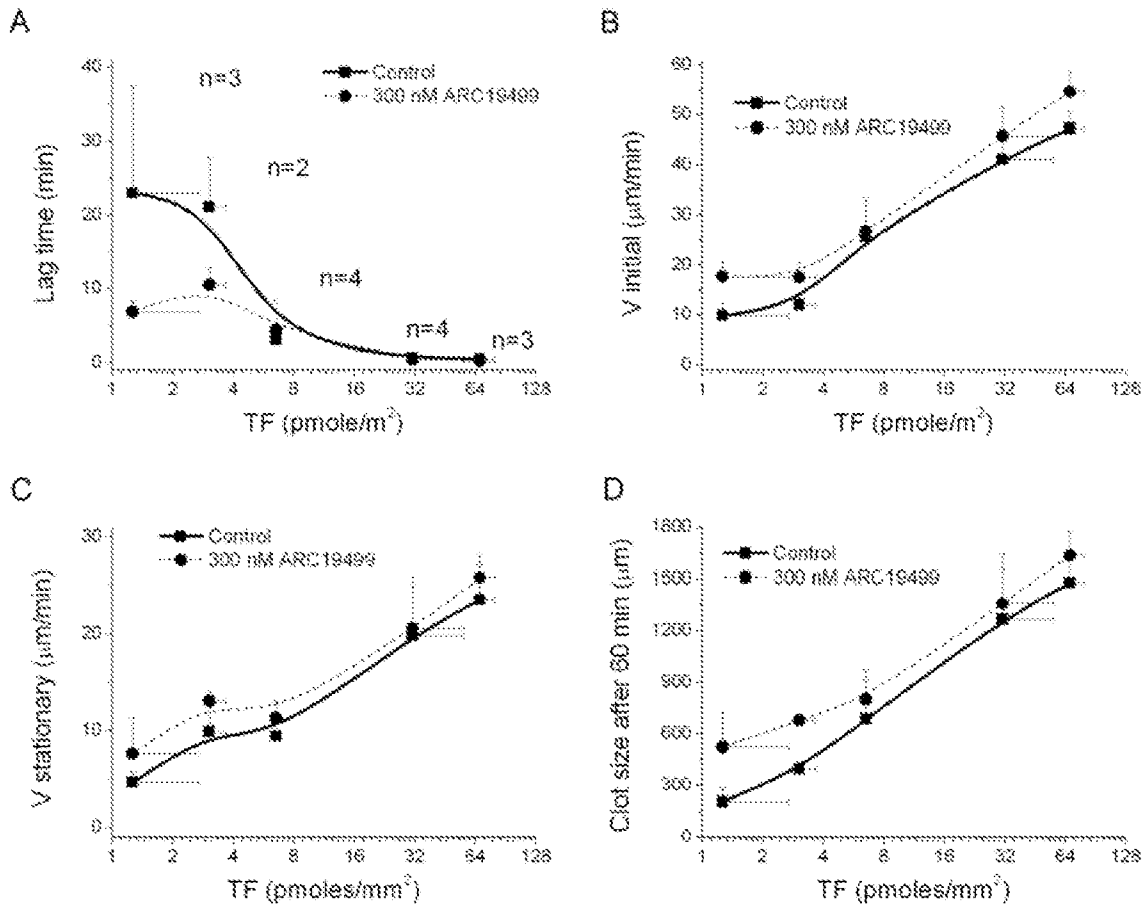 A
40
30
20
10
0
Lag time (min)
n=3
n=2
n=4
n=4
n=3
Control
300 nM ARC19499
1 2 4 8 16 32 64 128
TF (pmole/m²)
B
60
50
40
30
20
10
0
V initial (μm/min)
Control
300 nM ARC19499
1 2 4 8 16 32 64 128
TF (pmole/m²)
C
30
20
10
0
V stationary (μm/min)
Control
300 nM ARC19499
1 2 4 8 16 32 64 128
TF (pmoles/mm²)
D
1800
1500
1200
900
600
300
0
Clot size after 60 min (μm)
Control
300 nM ARC19499
1 2 4 8 16 32 64 128
TF (pmoles/mm²)